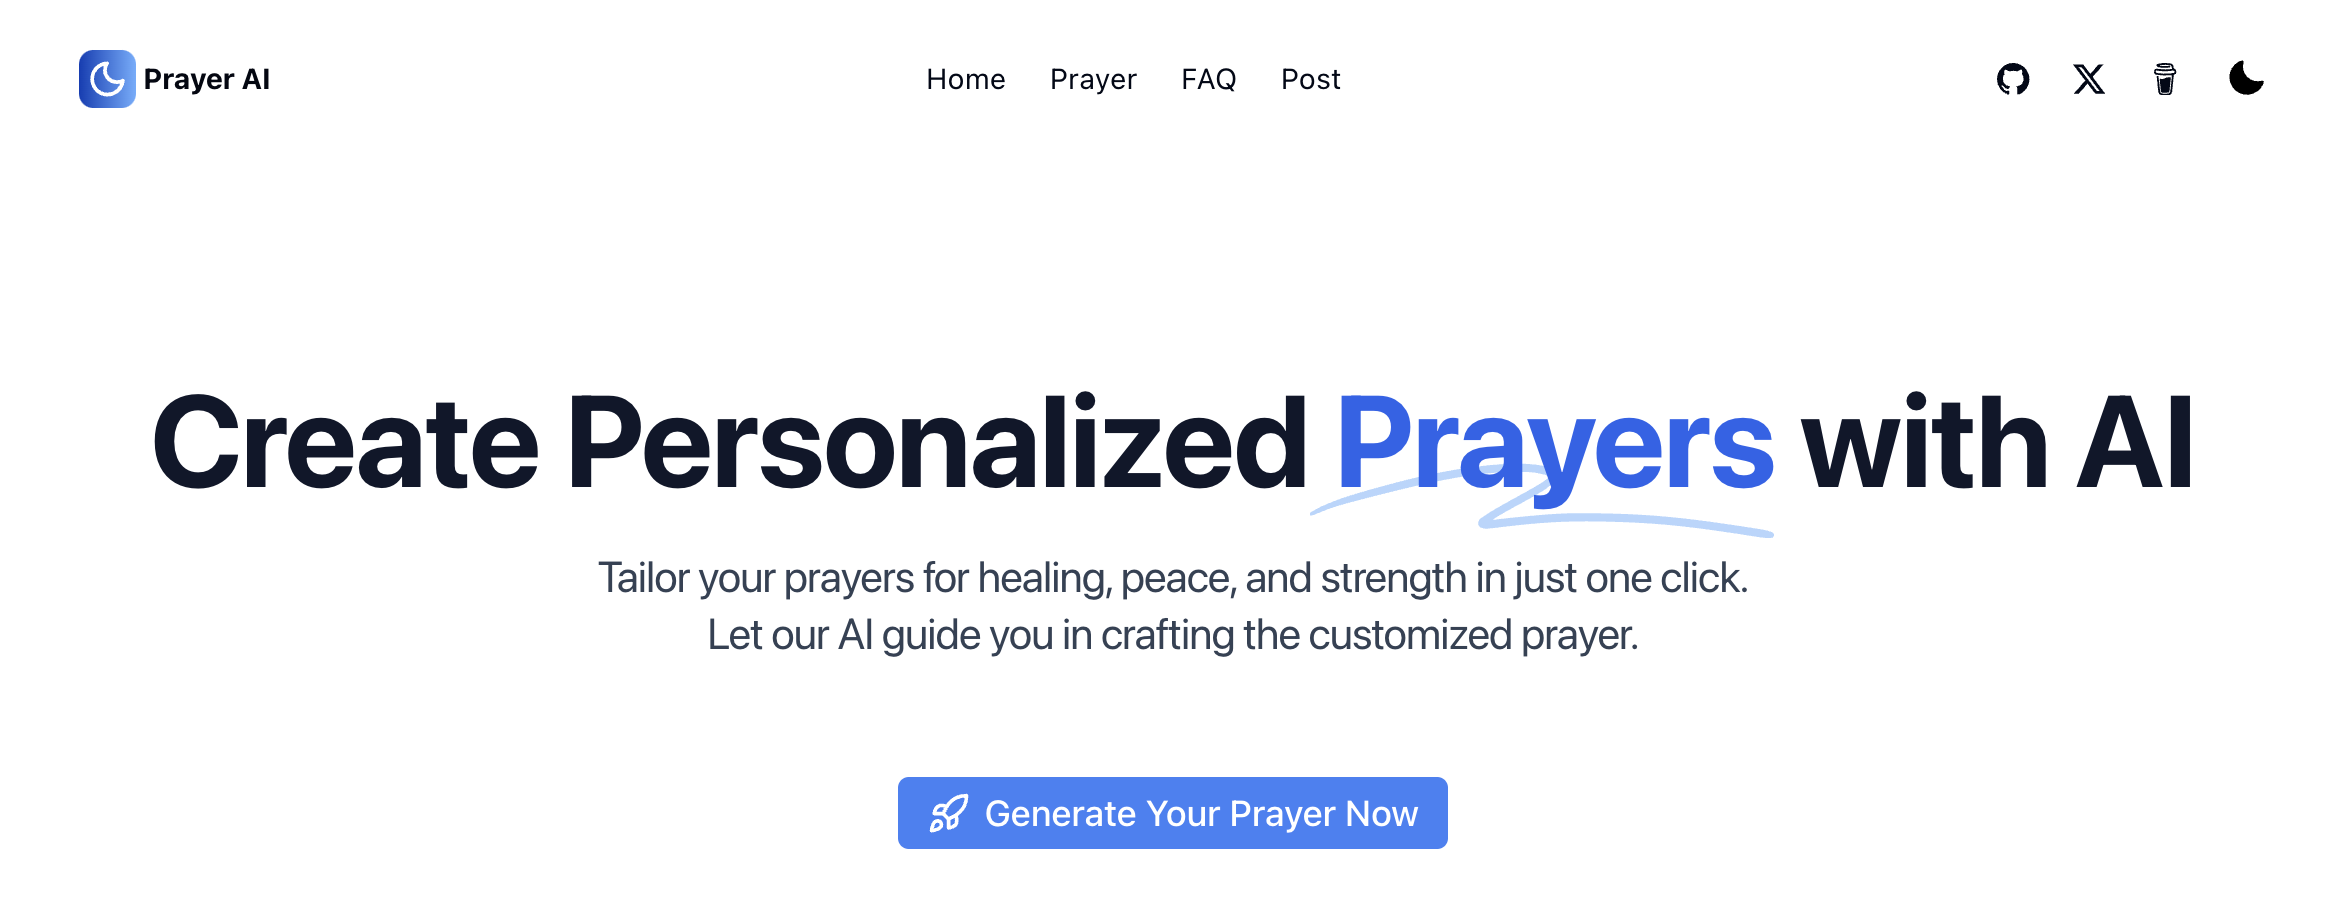 Prayer AI
Home Prayer FAQ Post
Create Personalized Prayers with AI
Tailor your prayers for healing, peace, and strength in just one click.
Let our AI guide you in crafting the customized prayer.
Generate Your Prayer Now